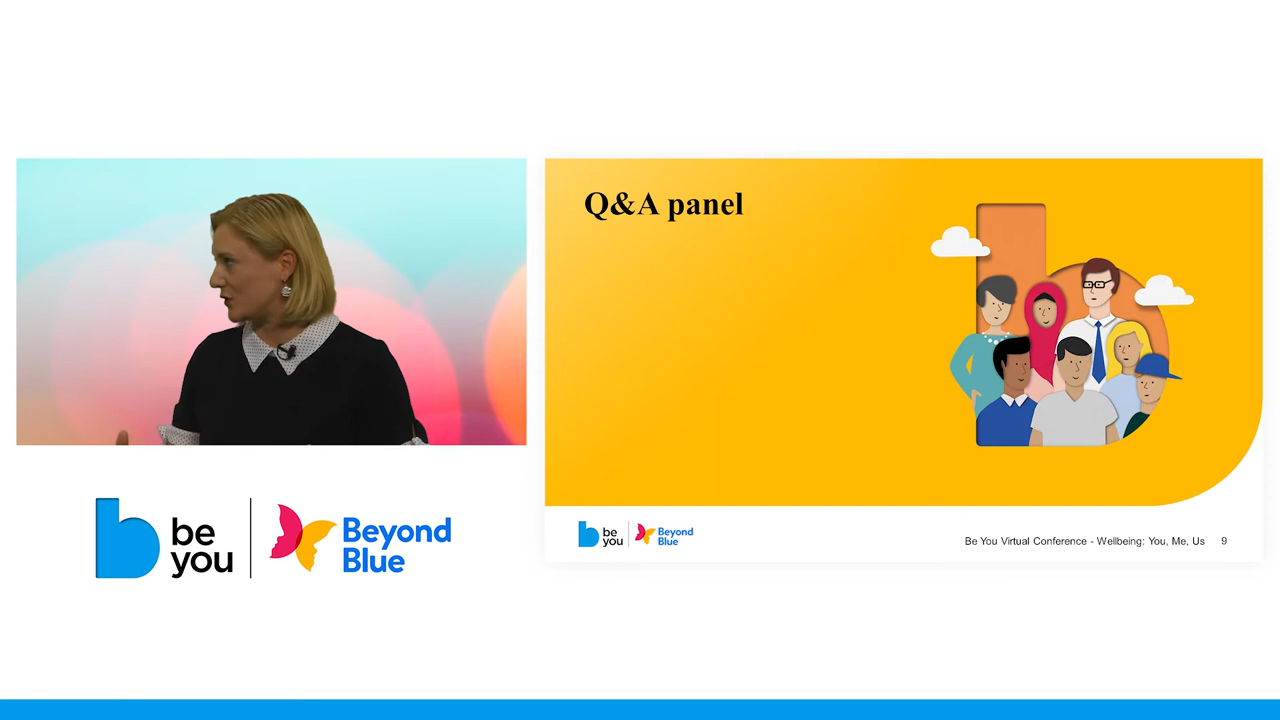 be
you
Beyond
Blue
Q&A panel
be
you
Beyond
Blue
Be You Virtual Conference - Wellbeing: You, Me, Us 9